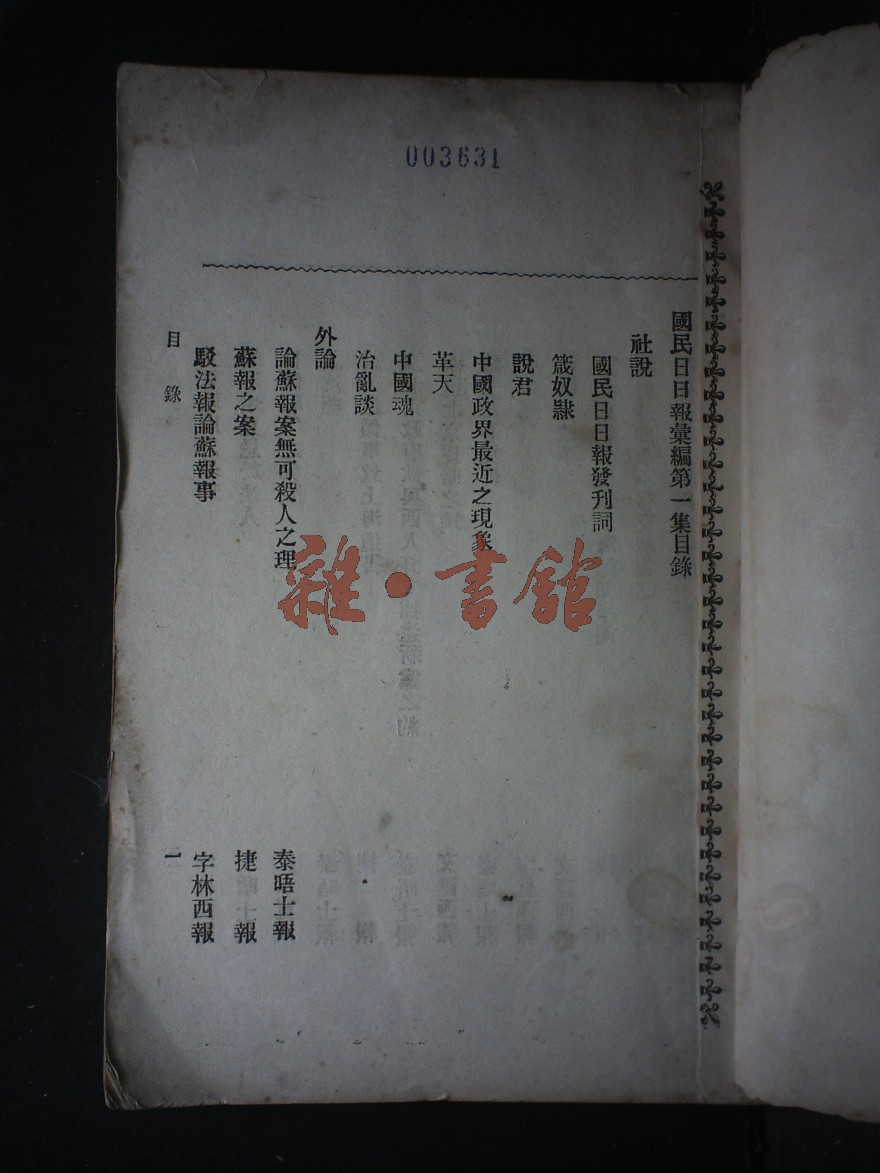 003631
國民日日報彙編第一集目錄
社說
國民日日報發刊詞
箴奴隸
說君
中國政界最近之現象
革天
中國魂
治亂談
外論
論蘇報案無可殺人之理 泰晤士報
蘇報之案 捷報
駁法報論蘇報事 字林西報
目錄 一
雜·書館